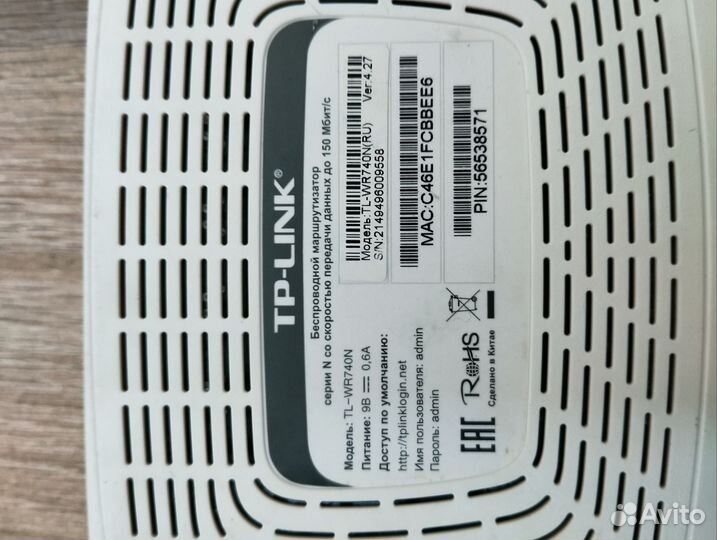 TP-LINK®
Беспроводной маршрутизатор
серии N со скоростью передачи данных до 150 Мбит/с
Модель: TL-WR740N
Питание: 9В 0,6А
Доступ по умолчанию:
http://tplinklogin.net
Имя пользователя: admin
Пароль: admin
EAC RoHS
Сделано в Китае
Модель:TL-WR740N(RU) Ver:4.27
S/N:2149496009558
MAC:C46E1FCBBEE6
PIN:56538571
Avito